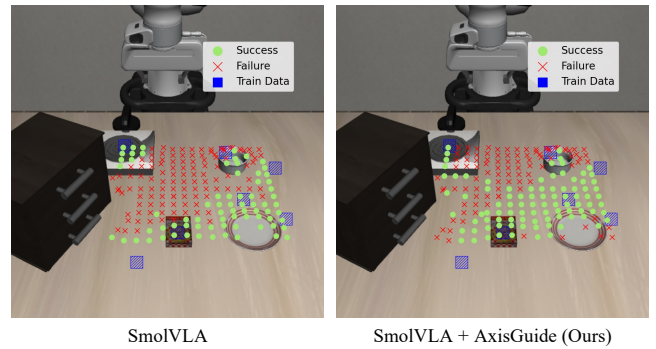 Success
Failure
Train Data
Success
Failure
Train Data
SmolVLA
SmolVLA + AxisGuide (Ours)